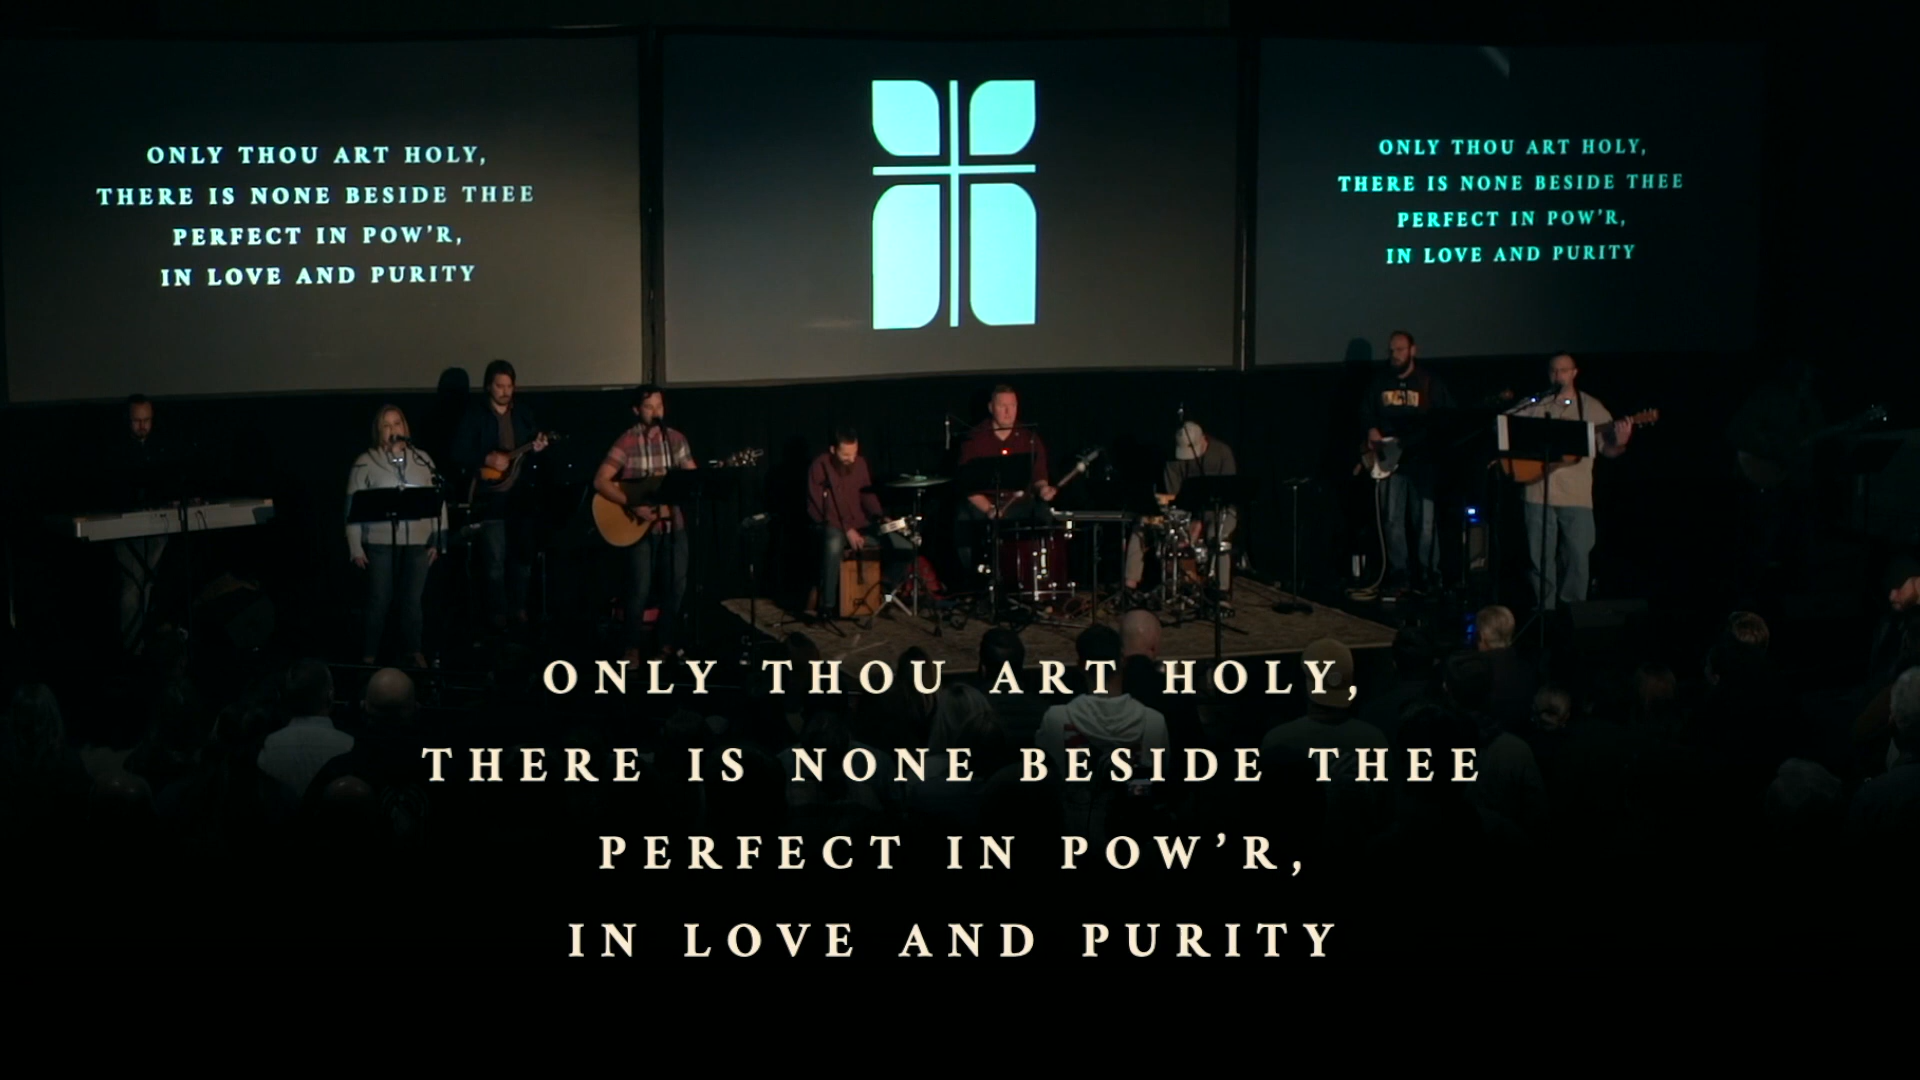 ONLY THOU ART HOLY,
THERE IS NONE BESIDE THEE
PERFECT IN POW'R,
IN LOVE AND PURITY
ONLY THOU ART HOLY,
THERE IS NONE BESIDE THEE
PERFECT IN POW'R,
IN LOVE AND PURITY
ONLY THOU ART HOLY,
THERE IS NONE BESIDE THEE
PERFECT IN POW'R,
IN LOVE AND PURITY